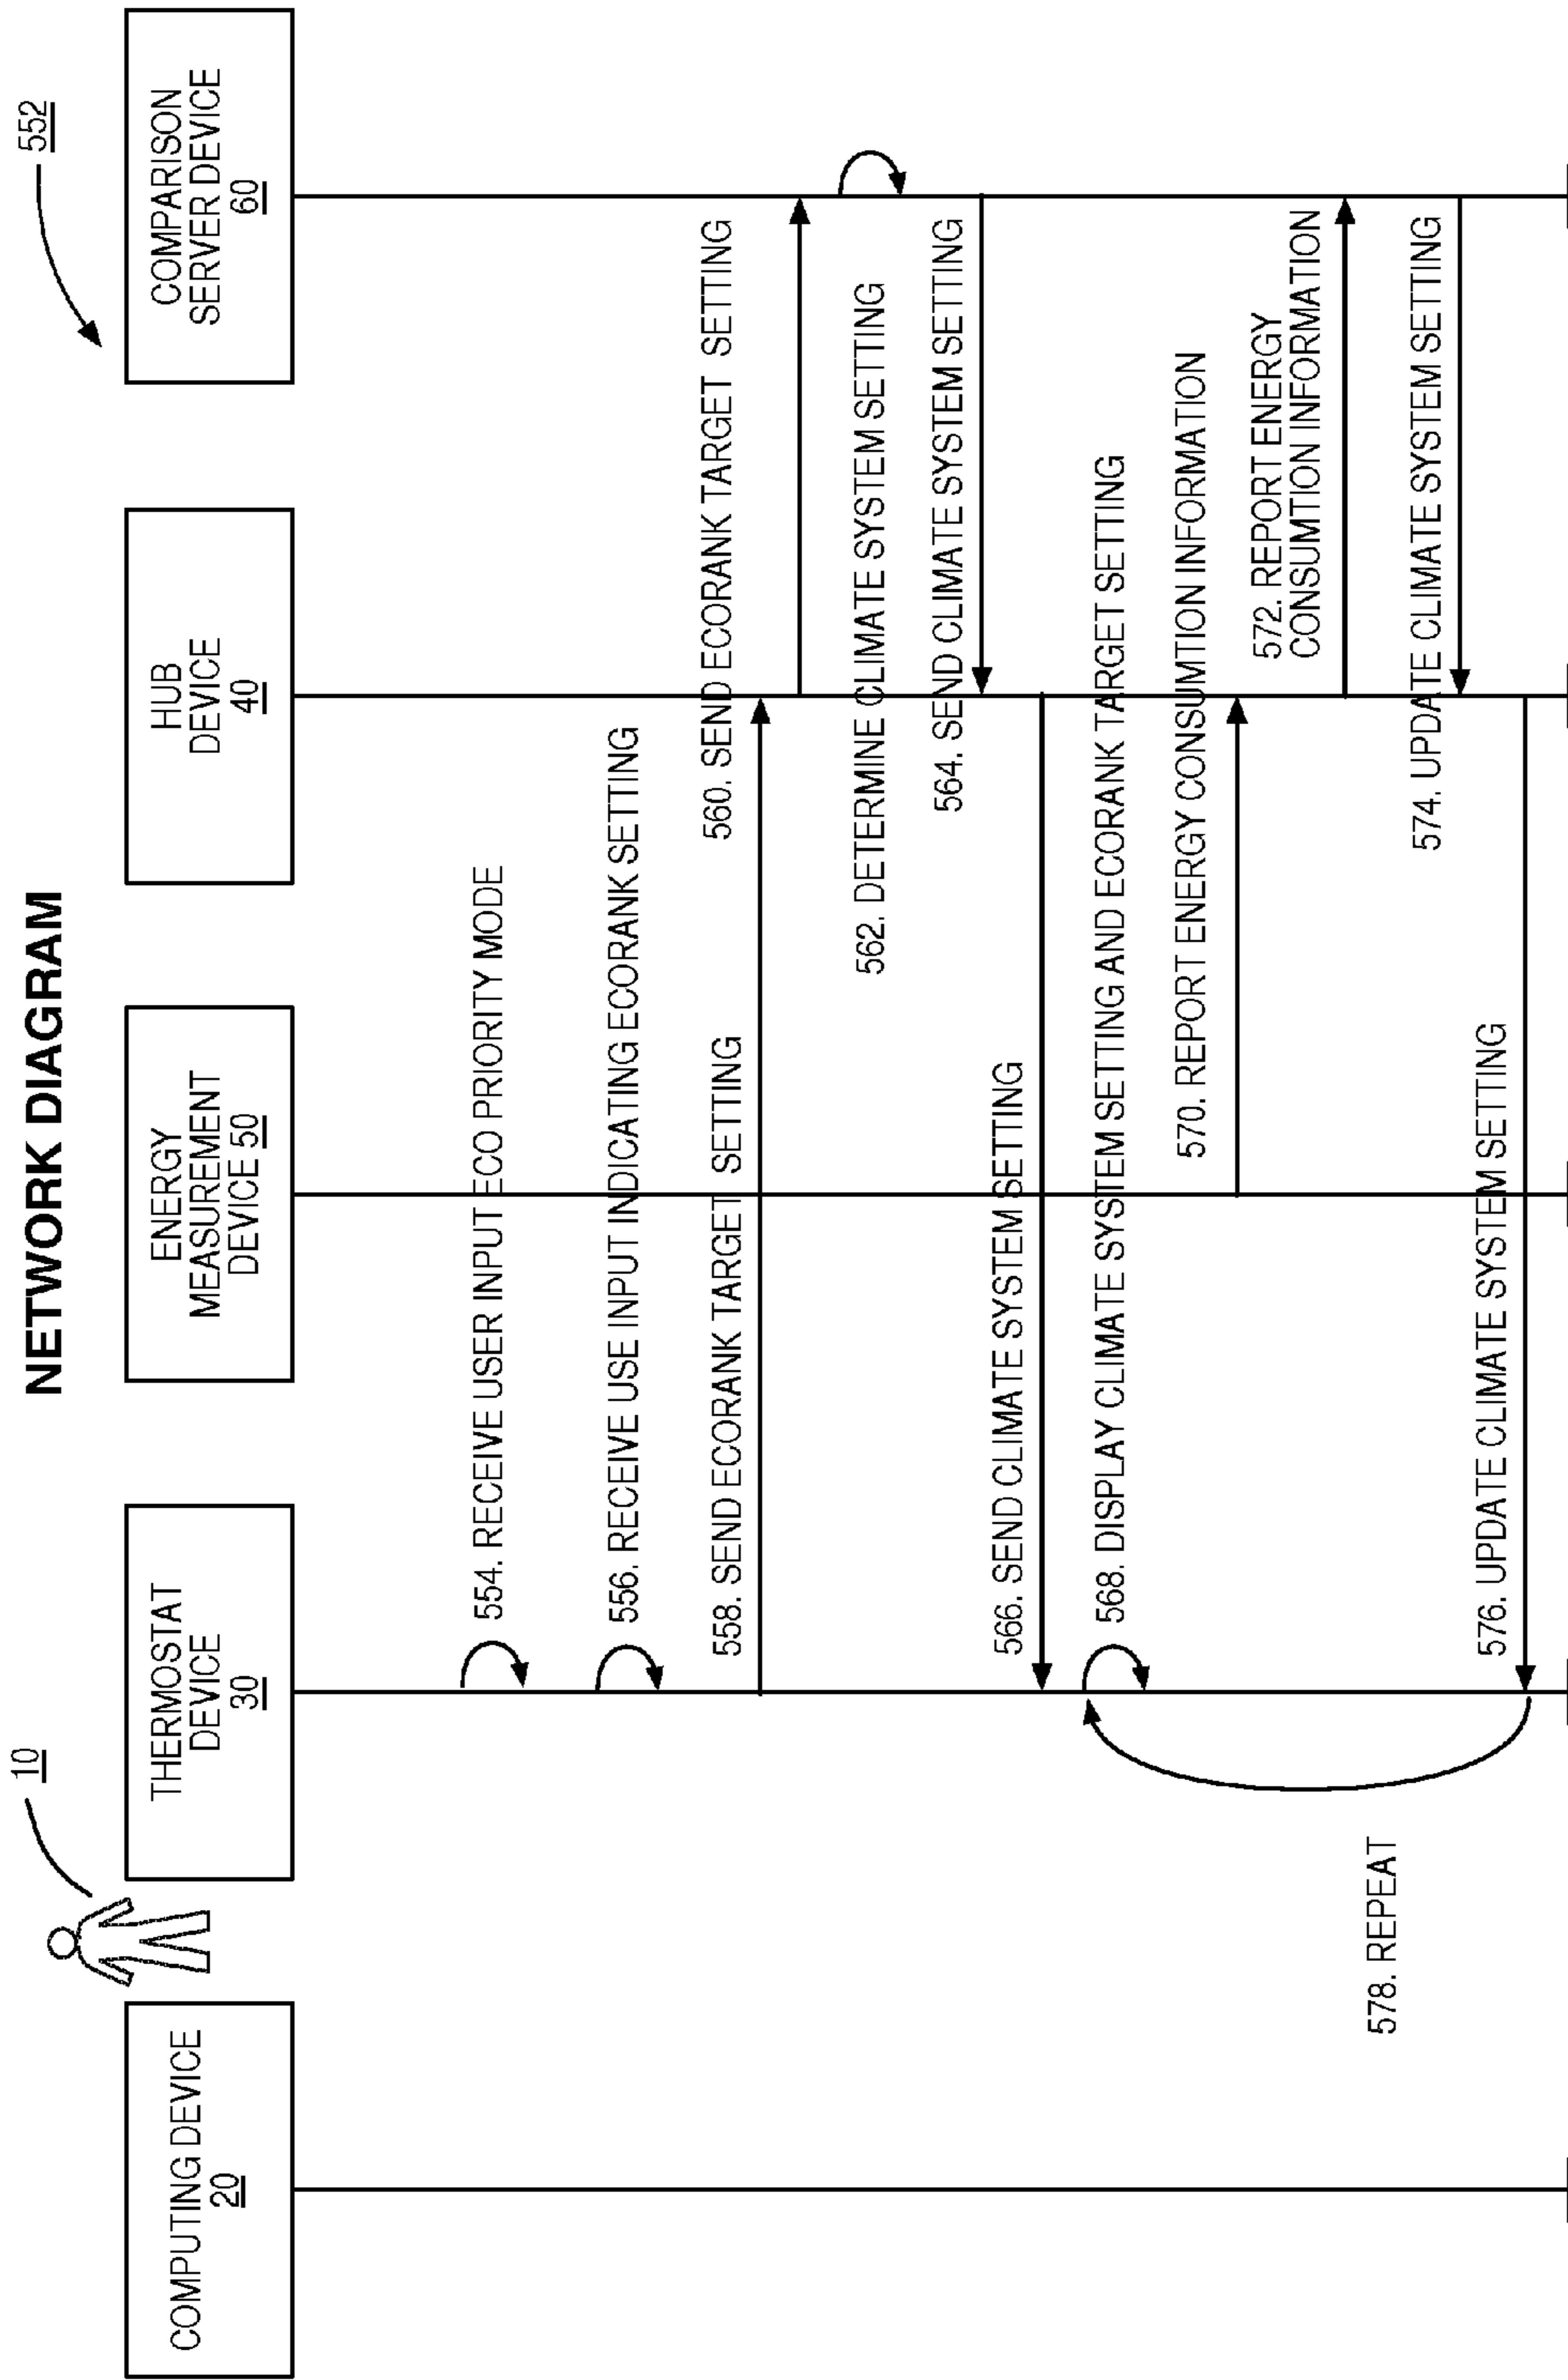 NETWORK DIAGRAM
552
10
COMPUTING DEVICE
20
THERMOSTAT
DEVICE
30
ENERGY
MEASUREMENT
DEVICE 50
HUB
DEVICE
40
COMPARISON
SERVER DEVICE
60
554. RECEIVE USER INPUT ECO PRIORITY MODE
556. RECEIVE USE INPUT INDICATING ECORANK SETTING
558. SEND ECORANK TARGET SETTING
560. SEND ECORANK TARGET SETTING
562. DETERMINE CLIMATE SYSTEM SETTING
564. SEND CLIMATE SYSTEM SETTING
566. SEND CLIMATE SYSTEM SETTING
568. DISPLAY CLIMATE SYSTEM SETTING AND ECORANK TARGET SETTING
570. REPORT ENERGY CONSUMTION INFORMATION
572. REPORT ENERGY
CONSUMTION INFORMATION
574. UPDATE CLIMATE SYSTEM SETTING
576. UPDATE CLIMATE SYSTEM SETTING
578. REPEAT